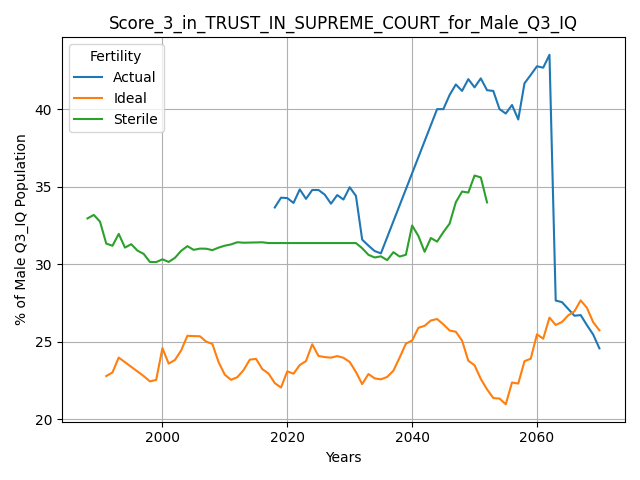 Score_3_in_TRUST_IN_SUPREME_COURT_for_Male_Q3_IQ
Fertility
Actual
Ideal
Sterile
% of Male Q3_IQ Population
40
35
30
25
20
2000
2020
2040
2060
Years